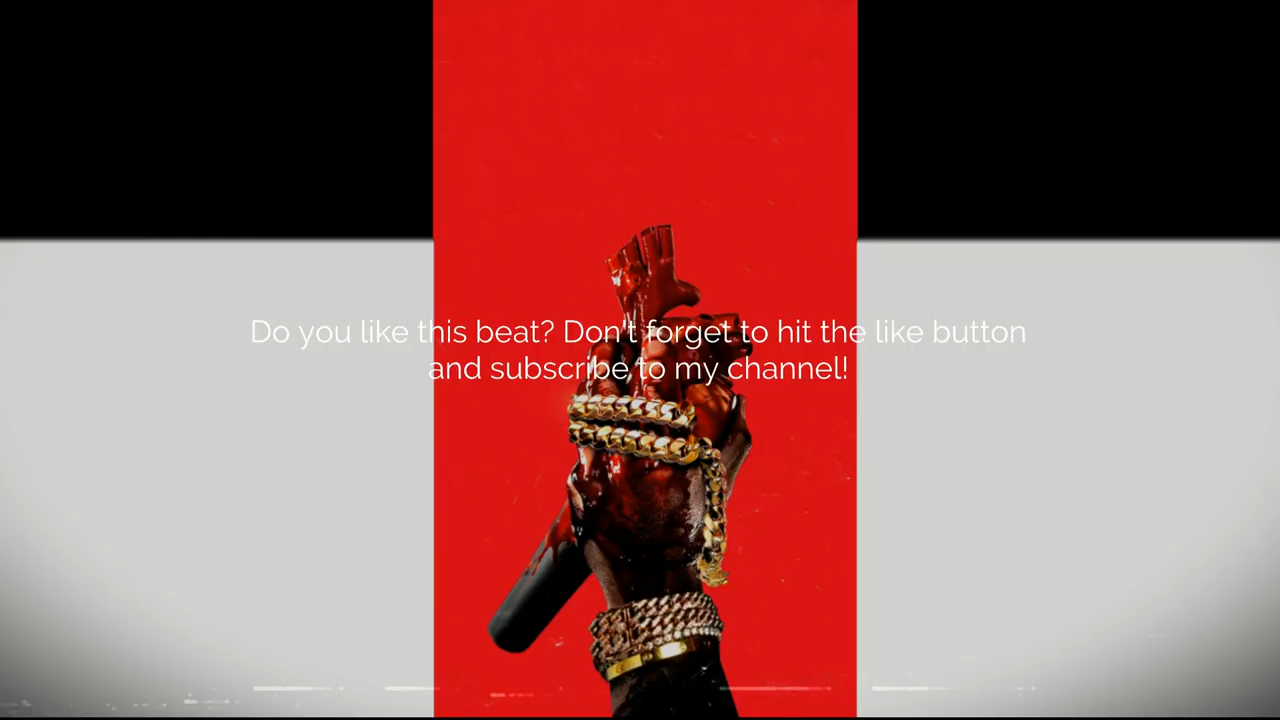 Do you like this beat? Don't forget to hit the like button
and subscribe to my channel!